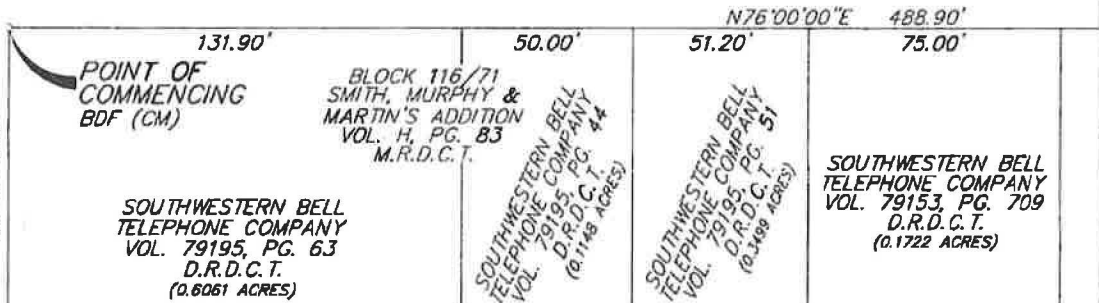 N76°00'00"E 488.90'
131.90'
50.00'
51.20'
75.00'
POINT OF
COMMENCING
BDF (CM)
BLOCK 116/71
SMITH, MURPHY &
MARTIN'S ADDITION
VOL. H, PG. 83
M.R.D.C.T.
SOUTHWESTERN BELL
TELEPHONE COMPANY
VOL. 79195, PG. 63
D.R.D.C.T.
(0.6061 ACRES)
SOUTHWESTERN BELL
TELEPHONE COMPANY
VOL. 79195, PG. 44
D.R.D.C.T.
(0.1148 ACRES)
SOUTHWESTERN BELL
TELEPHONE COMPANY
VOL. 79195, PG. 51
D.R.D.C.T.
(0.3499 ACRES)
SOUTHWESTERN BELL
TELEPHONE COMPANY
VOL. 79153, PG. 709
D.R.D.C.T.
(0.1722 ACRES)